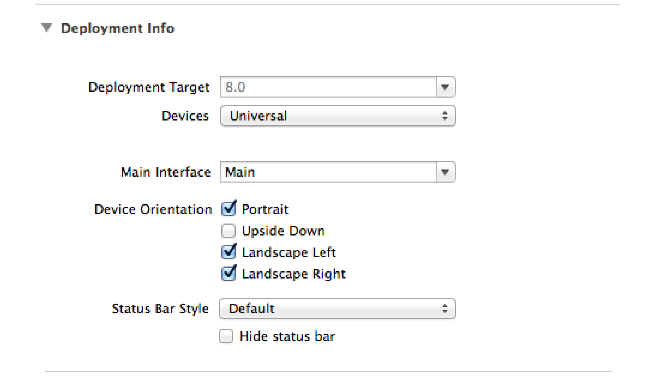 Deployment Info
Deployment Target 8.0
Devices Universal
Main Interface Main
Device Orientation Portrait
Upside Down
Landscape Left
Landscape Right
Status Bar Style Default
Hide status bar